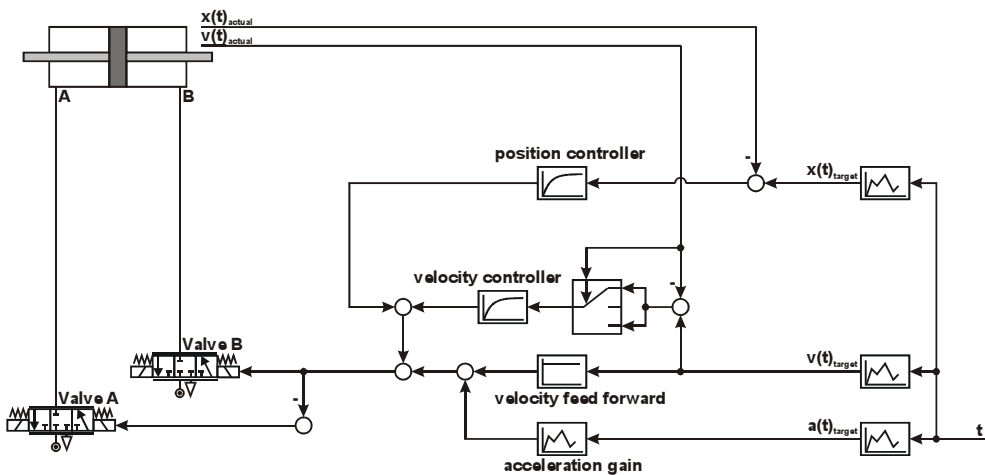 x(t)actual
v(t)actual
A B
position controller
- x(t)target
velocity controller
-
Valve B
v(t)target
velocity feed forward
Valve A
-
a(t)target
t
acceleration gain